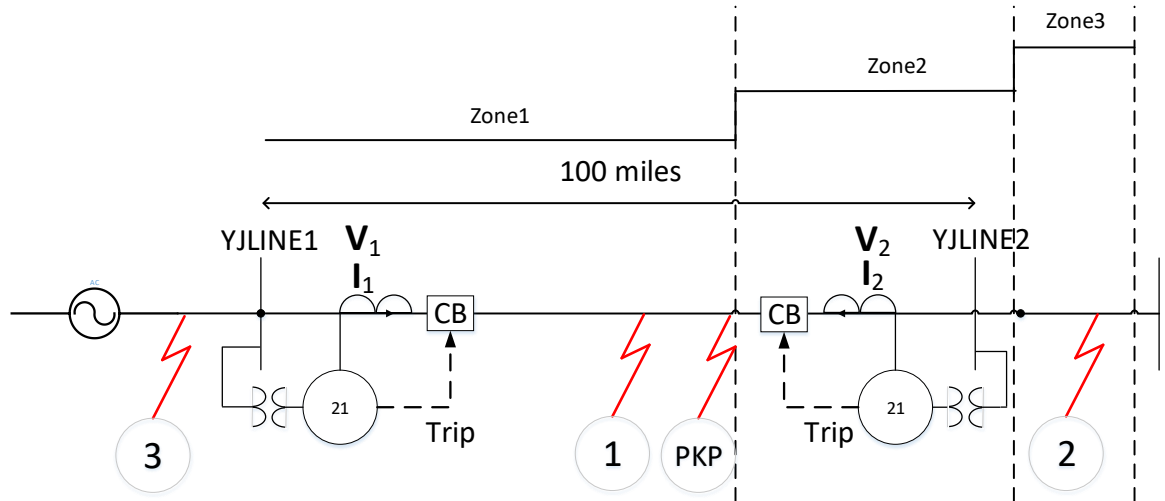 Zone3
Zone2
Zone1
100 miles
YJLINE1
V1
I1
V2
I2
YJLINE2
AC
CB
CB
21
21
Trip
Trip
3
1
PKP
2